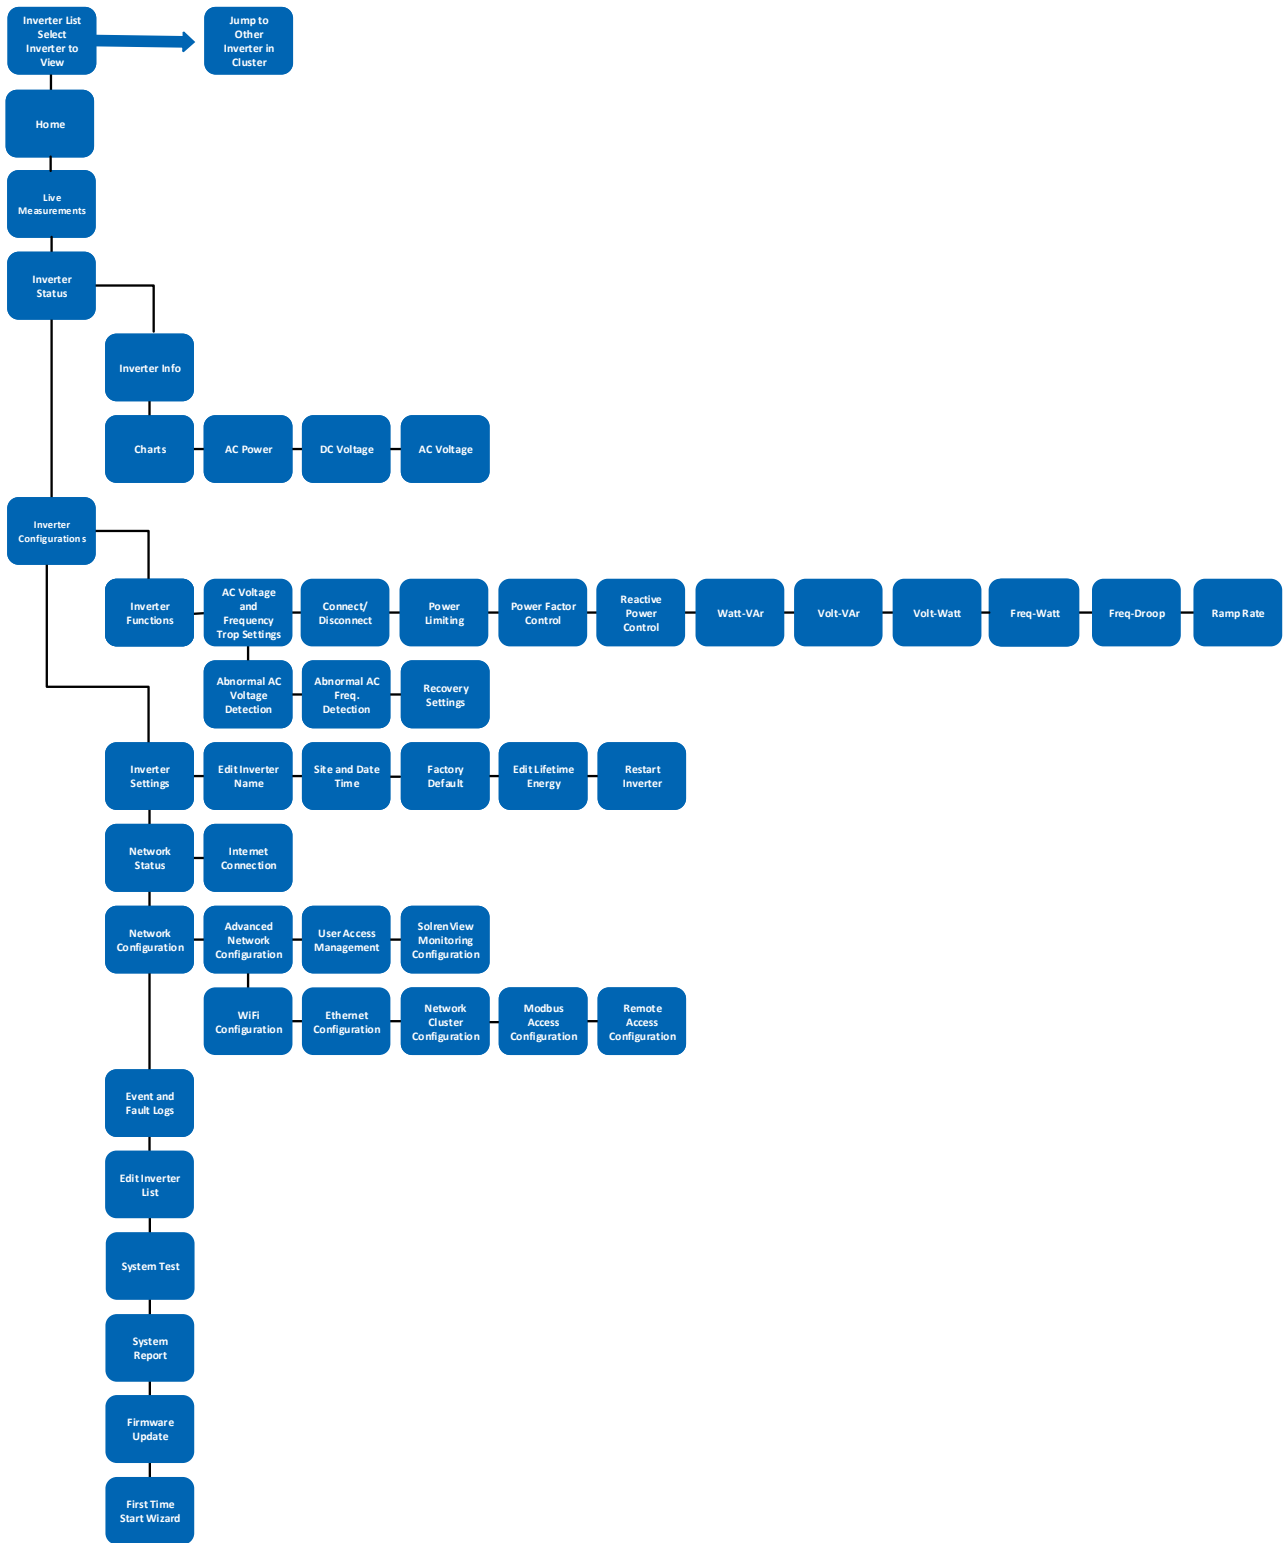 Inverter List
Select
Inverter to
View
Jump to
Other
Inverter in
Cluster
Home
Live
Measurements
Inverter
Status
Inverter Info
Charts
AC Power
DC Voltage
AC Voltage
Inverter
Configurations
Inverter
Functions
AC Voltage
and
Frequency
Trop Settings
Connect/
Disconnect
Power
Limiting
Power Factor
Control
Reactive
Power
Control
Watt-VAr
Volt-VAr
Volt-Watt
Freq-Watt
Freq-Droop
Ramp Rate
Abnormal AC
Voltage
Detection
Abnormal AC
Freq.
Detection
Recovery
Settings
Inverter
Settings
Edit Inverter
Name
Site and Date
Time
Factory
Default
Edit Lifetime
Energy
Restart
Inverter
Network
Status
Internet
Connection
Network
Configuration
Advanced
Network
Configuration
User Access
Management
SolrenView
Monitoring
Configuration
WiFi
Configuration
Ethernet
Configuration
Network
Cluster
Configuration
Modbus
Access
Configuration
Remote
Access
Configuration
Event and
Fault Logs
Edit Inverter
List
System Test
System
Report
Firmware
Update
First Time
Start Wizard